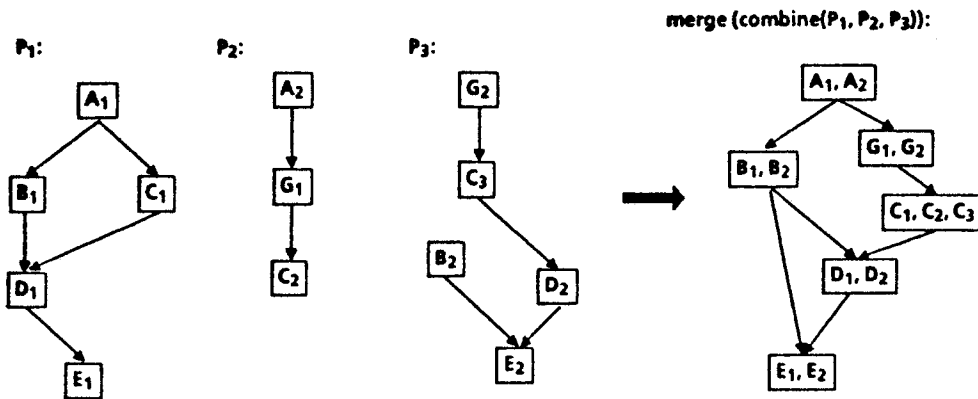 merge (combine(P₁, P₂, P₃)):
P₁:
P₂:
P₃:
A₁
B₁
C₁
D₁
E₁
A₂
G₁
C₂
G₂
C₃
B₂
D₂
E₂
A₁, A₂
G₁, G₂
B₁, B₂
C₁, C₂, C₃
D₁, D₂
E₁, E₂